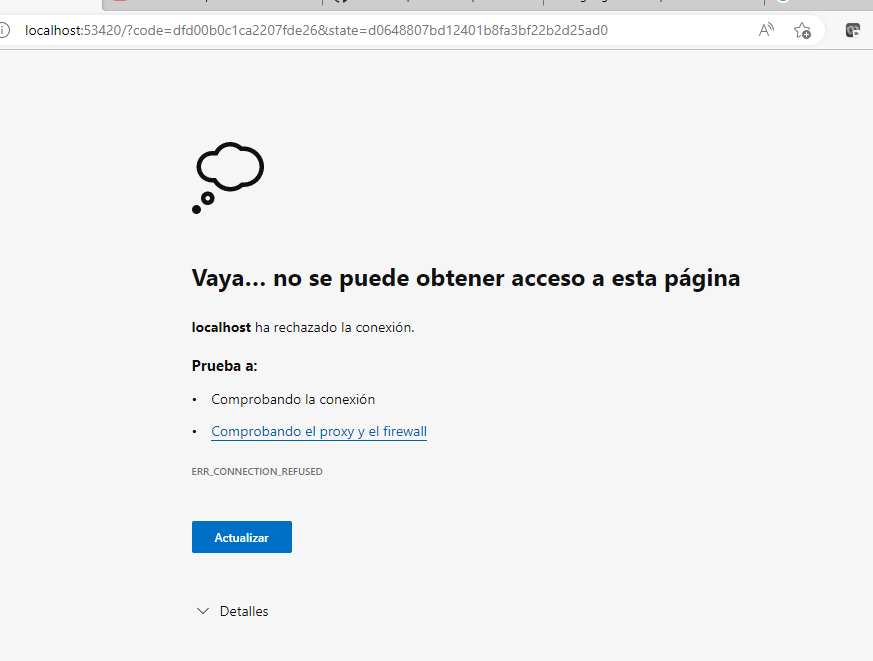 localhost:53420/?code=dfd00b0c1ca2207fde26&state=d0648807bd12401b8fa3bf22b2d25ad0
Vaya... no se puede obtener acceso a esta página
localhost ha rechazado la conexión.
Prueba a:
• Comprobando la conexión
• Comprobando el proxy y el firewall
ERR_CONNECTION_REFUSED
Actualizar
Detalles